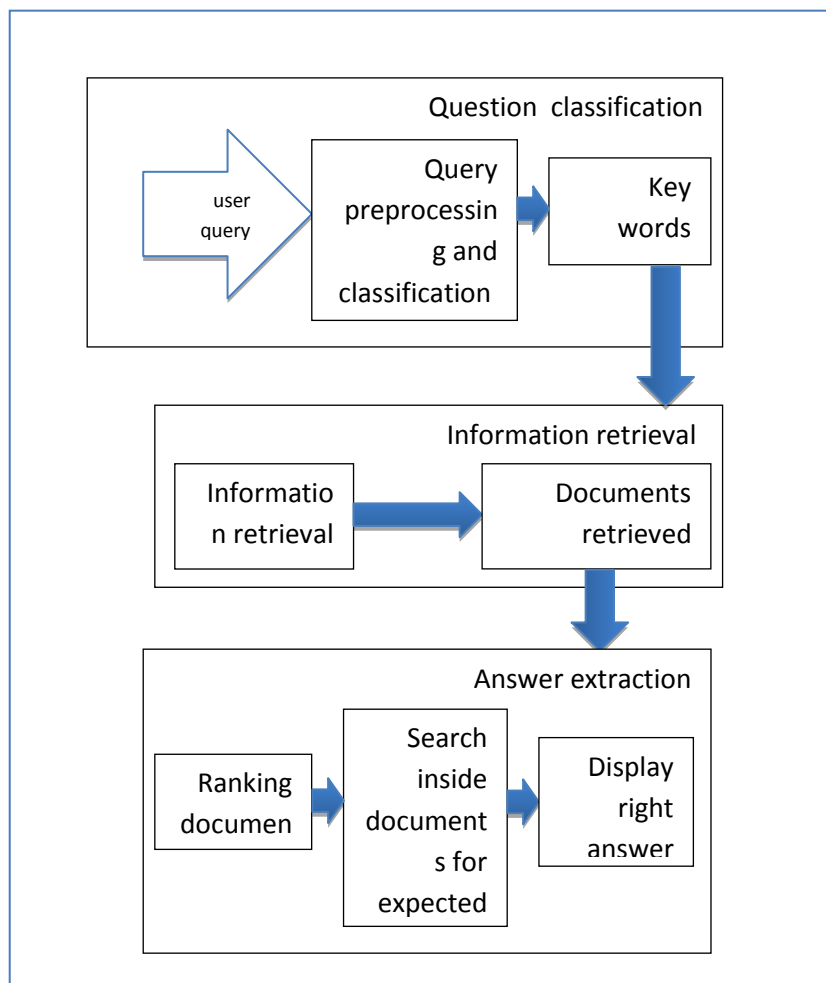 Question classification
user
query
Query
preprocessin
g and
classification
Key
words
Information retrieval
Informatio
n retrieval
Documents
retrieved
Answer extraction
Ranking
documen
Search
inside
document
s for
expected
Display
right
answer